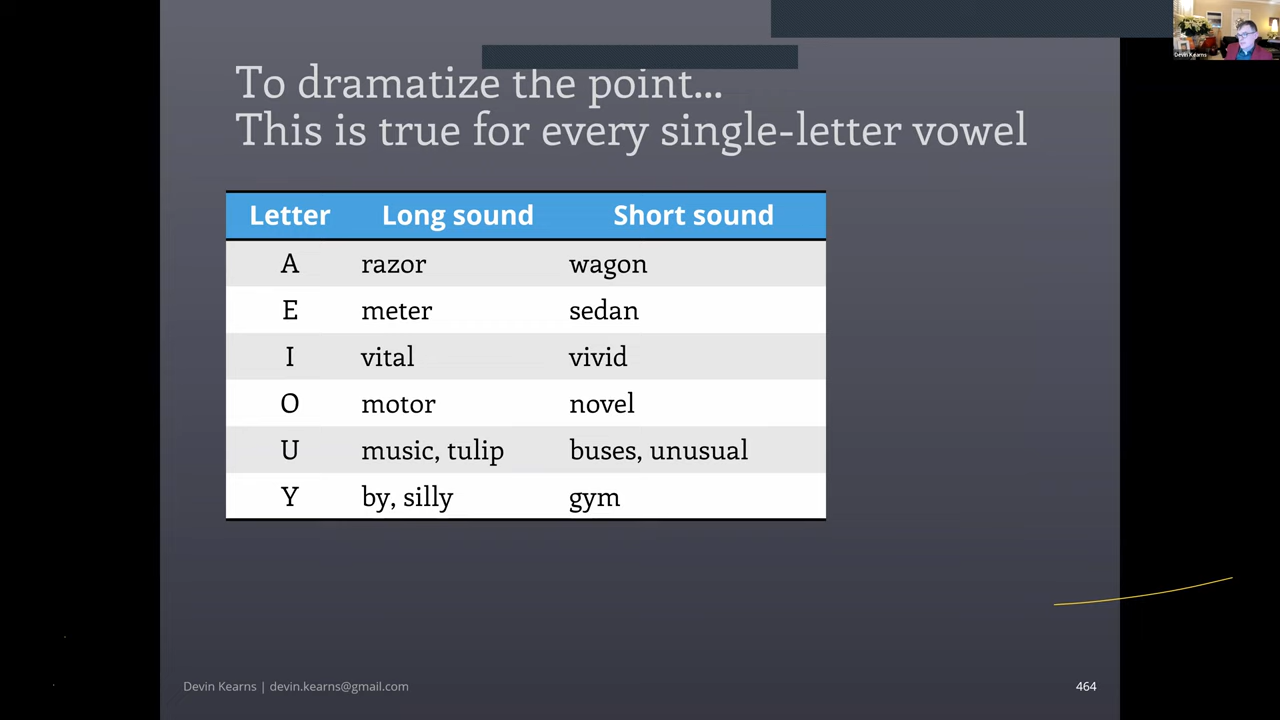 To dramatize the point...
This is true for every single-letter vowel
Letter Long sound Short sound
A razor wagon
E meter sedan
I vital vivid
O motor novel
U music, tulip buses, unusual
Y by, silly gym
Devin Kearns | devin.kearns@gmail.com
464
Devin Kearns